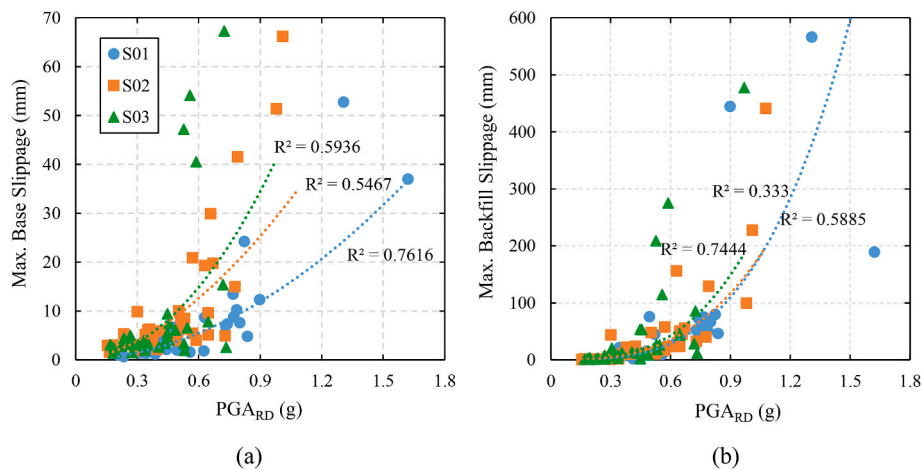 70
60
50
40
30
20
10
0
Max. Base Slippage (mm)
S01
S02
S03
R² = 0.5936
R² = 0.5467
R² = 0.7616
0 0.3 0.6 0.9 1.2 1.5 1.8
PGA_RD (g)
(a)
600
500
400
300
200
100
0
Max. Backfill Slippage (mm)
R² = 0.333
R² = 0.5885
R² = 0.7444
0 0.3 0.6 0.9 1.2 1.5 1.8
PGA_RD (g)
(b)